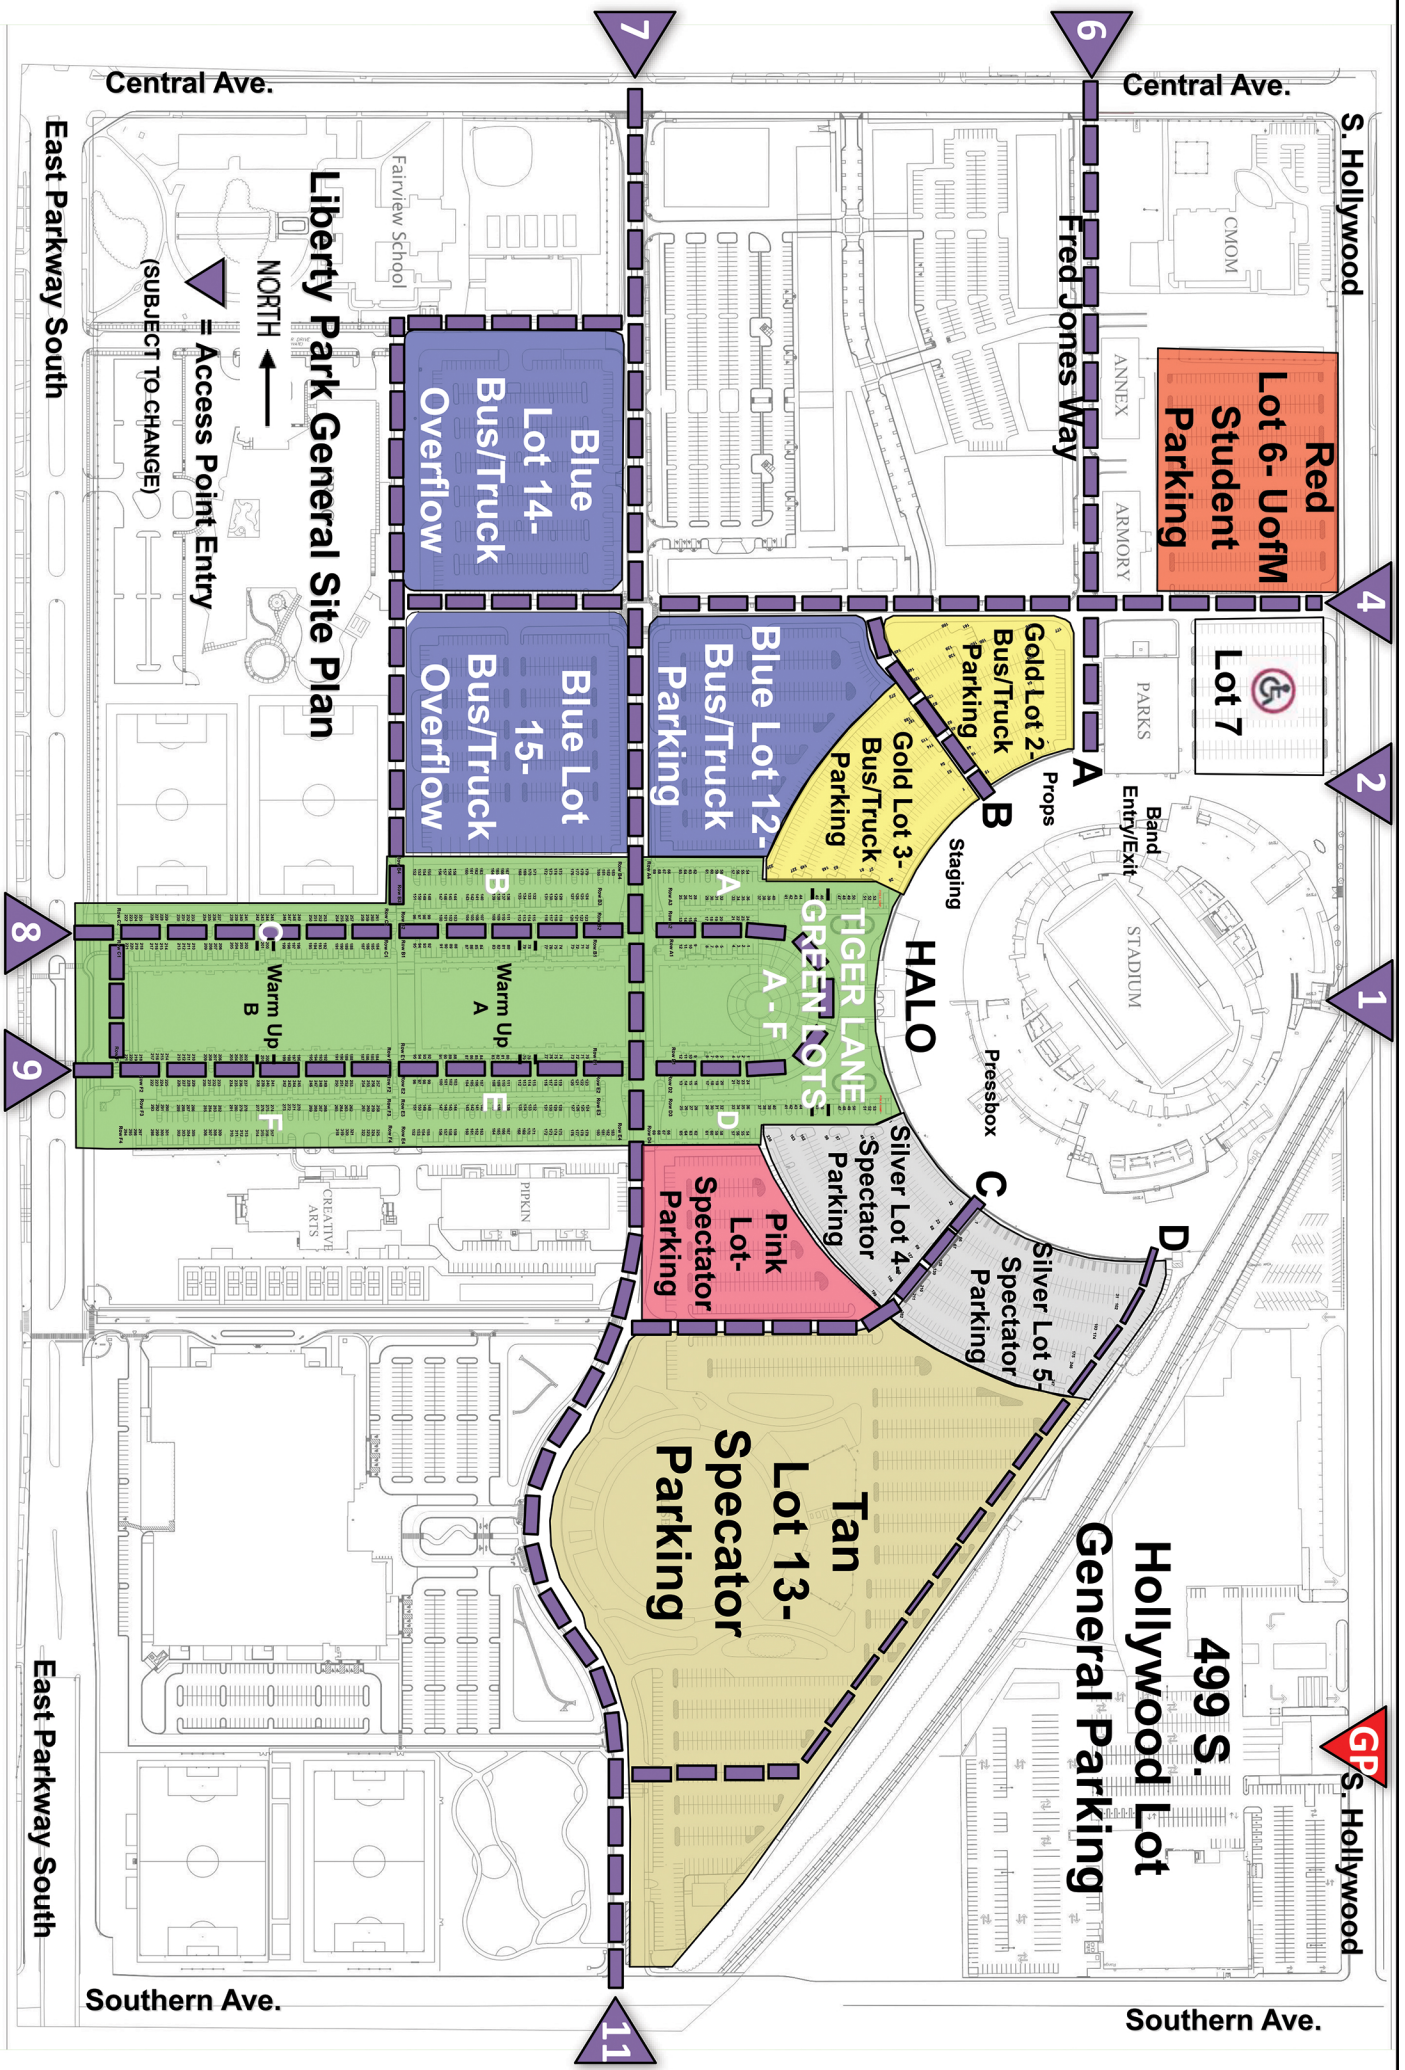 7
6
Central Ave.
Central Ave.
S. Hollywood
East Parkway South
Fairview School
CMOM
Fred Jones Way
ANNEX
ARMORY
Red
Lot 6- UofM
Student
Parking
4
Liberty Park General Site Plan
NORTH
= Access Point Entry
(SUBJECT TO CHANGE)
Blue
Lot 14-
Bus/Truck
Overflow
Blue Lot
15-
Bus/Truck
Overflow
Blue Lot 12-
Bus/Truck
Parking
Gold Lot 2-
Bus/Truck
Parking
Gold Lot 3-
Bus/Truck
Parking
PARKS
Lot 7
2
A
B
Props
Staging
Band
Entry/Exit
STADIUM
1
HALO
Pressbox
TIGER LANE
GREEN LOTS
A - F
A
B
C
D
E
F
Warm Up
A
Warm Up
B
8
9
C
D
Silver Lot 4-
Spectator
Parking
Silver Lot 5-
Spectator
Parking
Pink
Lot-
Spectator
Parking
PIPKIN
CREATIVE
ARTS
Tan
Lot 13-
Specator
Parking
499 S.
Hollywood Lot
General Parking
GP
S. Hollywood
East Parkway South
Southern Ave.
Southern Ave.
11